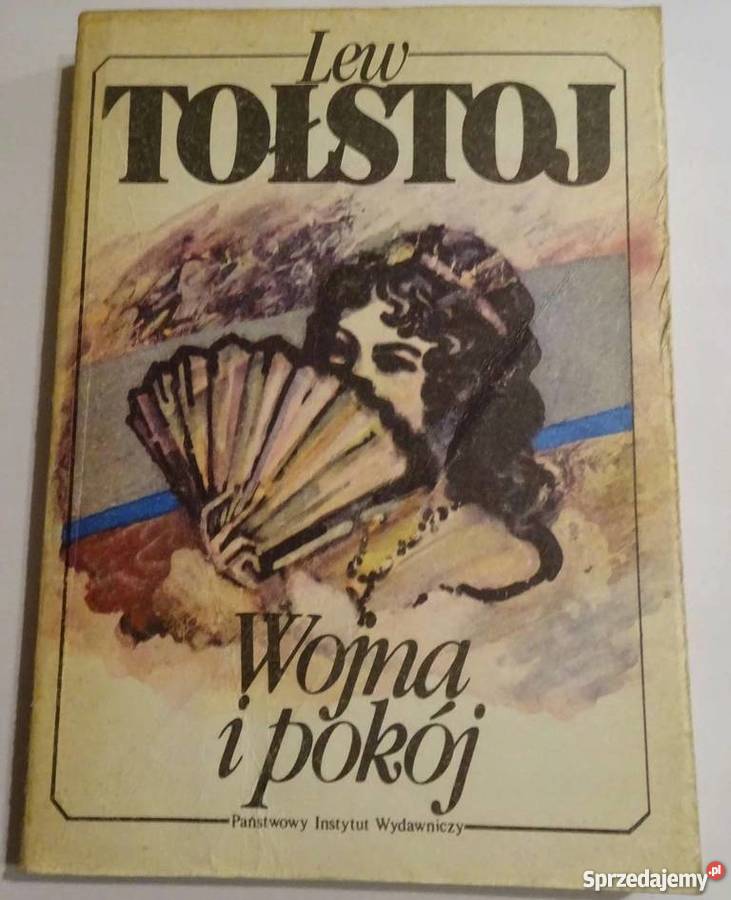 Lew
TOŁSTOJ
Wojna
i pokój
Państwowy Instytut Wydawniczy
Sprzedajemy.pl